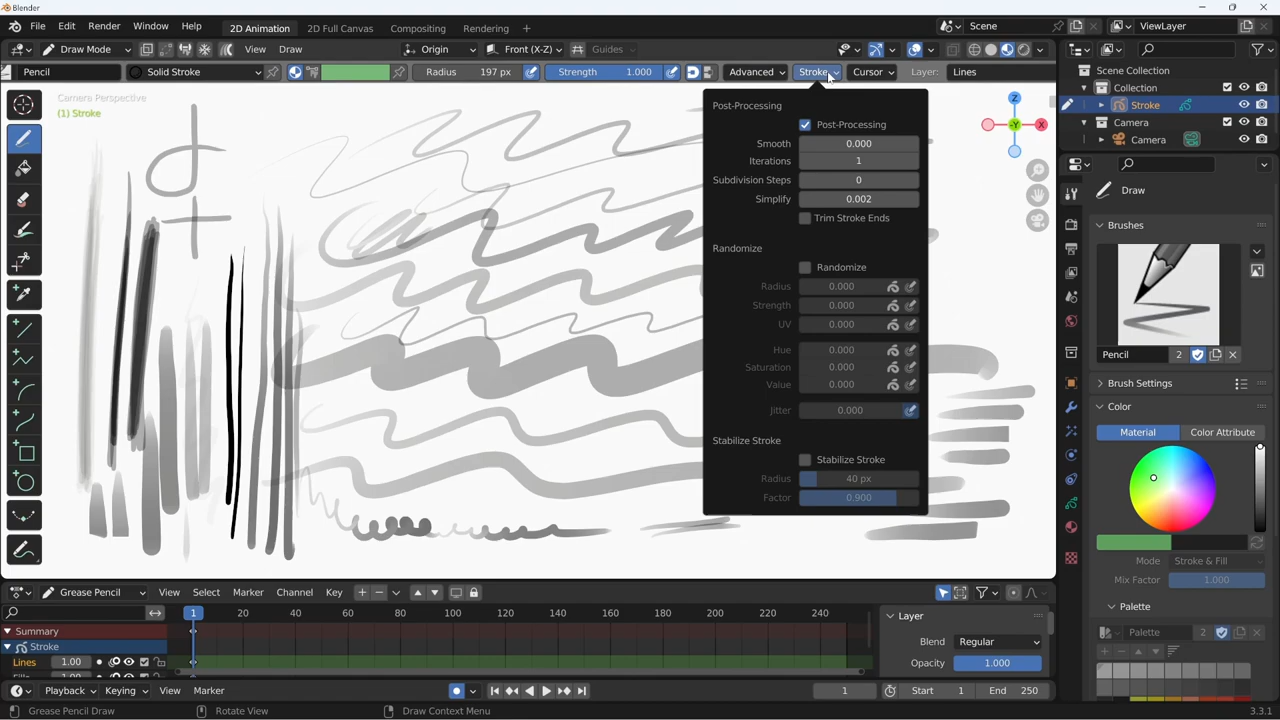 Blender
File Edit Render Window Help 2D Animation 2D Full Canvas Compositing Rendering + Scene ViewLayer
Draw Mode View Draw Origin Front (X-Z) Guides
Pencil Solid Stroke Radius 197 px Strength 1.000 Advanced Stroke Cursor Layer: Lines
Camera Perspective
(1) Stroke
Z
-Y X
Post-Processing
Post-Processing
Smooth 0.000
Iterations 1
Subdivision Steps 0
Simplify 0.002
Trim Stroke Ends
Randomize
Randomize
Radius 0.000
Strength 0.000
UV 0.000
Hue 0.000
Saturation 0.000
Value 0.000
Jitter 0.000
Stabilize Stroke
Stabilize Stroke
Radius 40 px
Factor 0.900
Scene Collection
Collection
Stroke
Camera
Camera
Draw
Brushes
Pencil 2
Brush Settings
Color
Material Color Attribute
Mode Stroke & Fill
Mix Factor 1.000
Palette
Palette 2
Grease Pencil View Select Marker Channel Key
1 20 40 60 80 100 120 140 160 180 200 220 240
Summary
Stroke
Lines 1.00
Layer
Blend Regular
Opacity 1.000
Playback Keying View Marker 1 Start 1 End 250
Grease Pencil Draw Rotate View Draw Context Menu 3.3.1